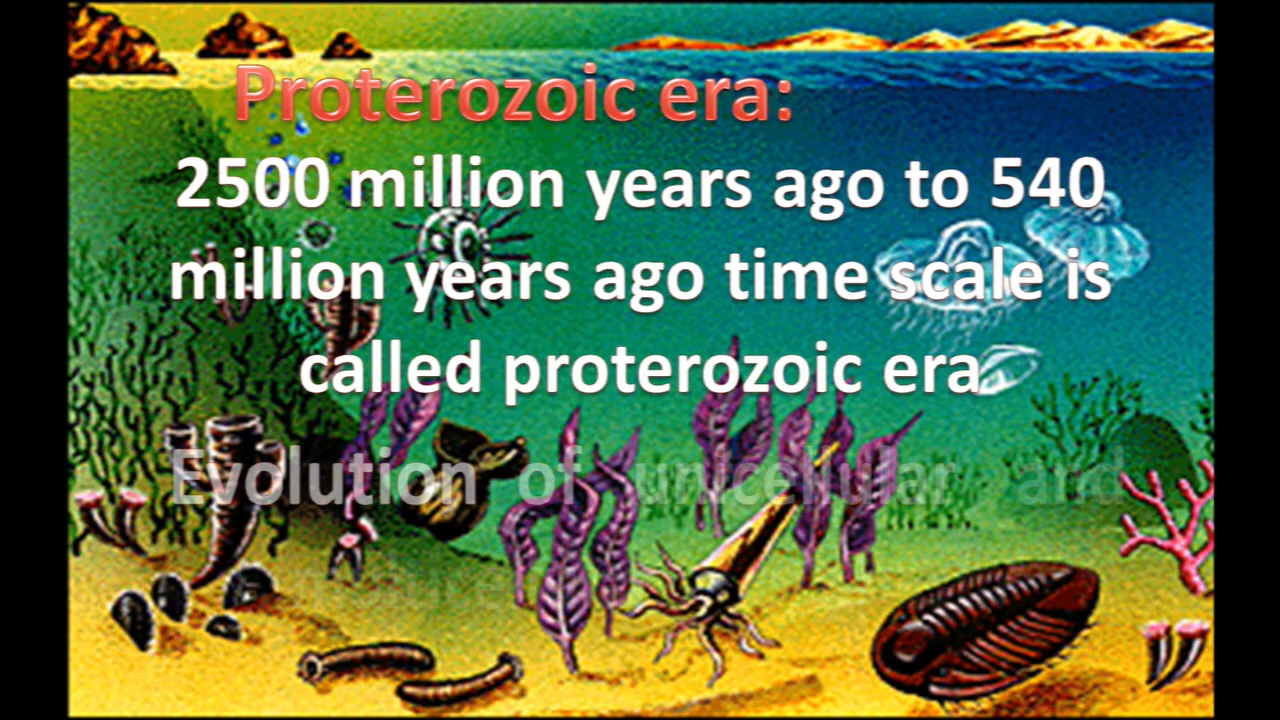 Proterozoic era:
2500 million years ago to 540
million years ago time scale is
called proterozoic era
Evolution of unicellular and